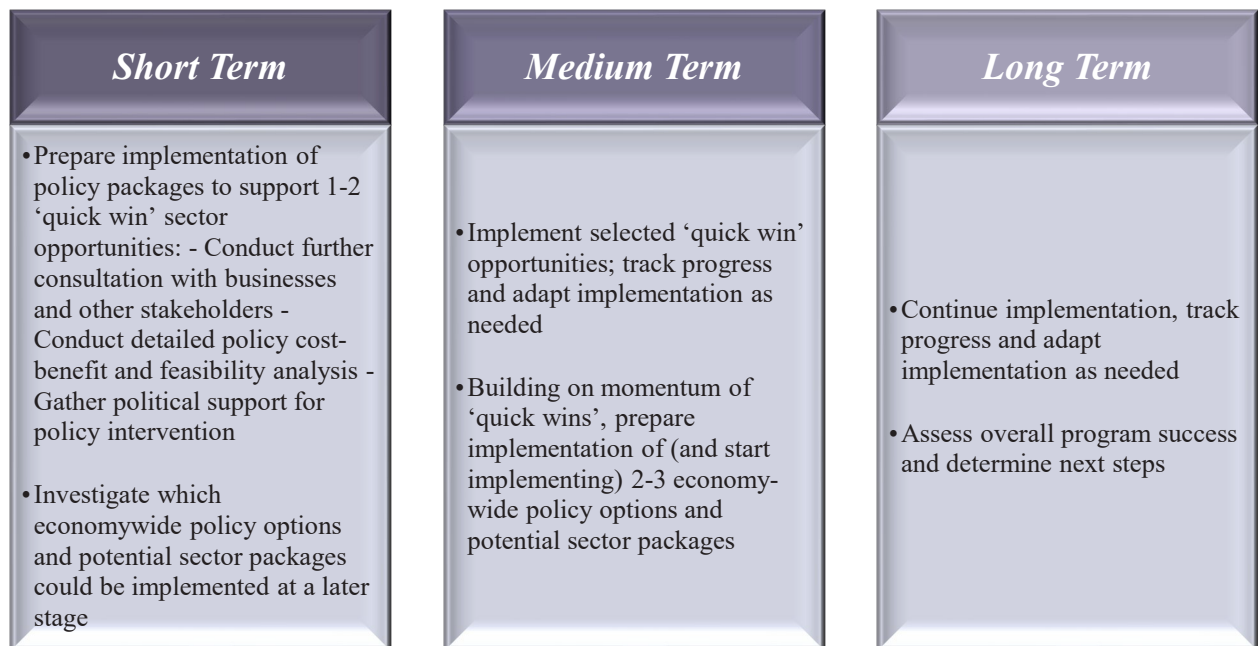 Short Term
•Prepare implementation of
policy packages to support 1-2
‘quick win’ sector
opportunities: - Conduct further
consultation with businesses
and other stakeholders -
Conduct detailed policy cost-
benefit and feasibility analysis -
Gather political support for
policy intervention
•Investigate which
economywide policy options
and potential sector packages
could be implemented at a later
stage
Medium Term
•Implement selected ‘quick win’
opportunities; track progress
and adapt implementation as
needed
•Building on momentum of
‘quick wins’, prepare
implementation of (and start
implementing) 2-3 economy-
wide policy options and
potential sector packages
Long Term
•Continue implementation, track
progress and adapt
implementation as needed
•Assess overall program success
and determine next steps